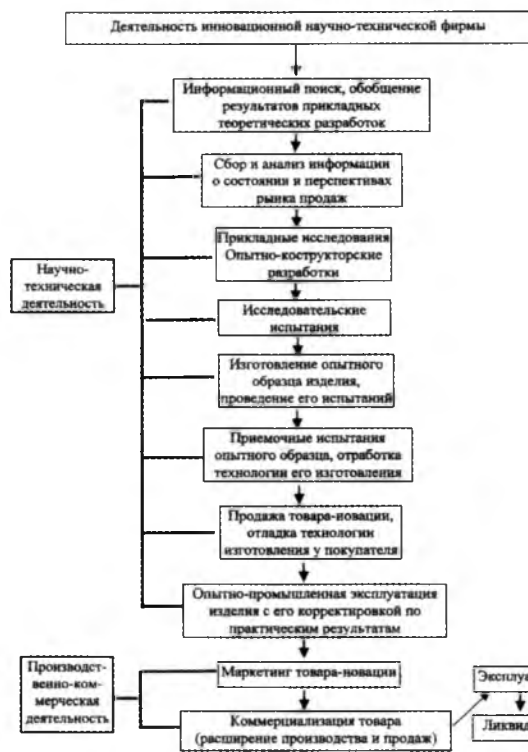 Деятельность инновационной научно-технической фирмы
Информационный поиск, обобщение
результатов прикладных
теоретических разработок
Сбор и анализ информации
о состоянии и перспективах
рынка продаж
Прикладные исследования
Опытно-кострукторские
разработки
Научно-
техническая
деятельность
Исследовательские
испытания
Изготовление опытного
образца изделия,
проведение его испытаний
Приемочные испытания
опытного образца, отработка
технологии его изготовления
Продажа товара-новации,
отладка технологии
изготовления у покупателя
Опытно-промышленная эксплуатация
изделия с его корректировкой по
практическим результатам
Производст-
венно-ком-
мерческая
деятельность
Маркетинг товара-новации
Коммерциализация товара
(расширение производства и продаж)
Эксплуа
Ликвид